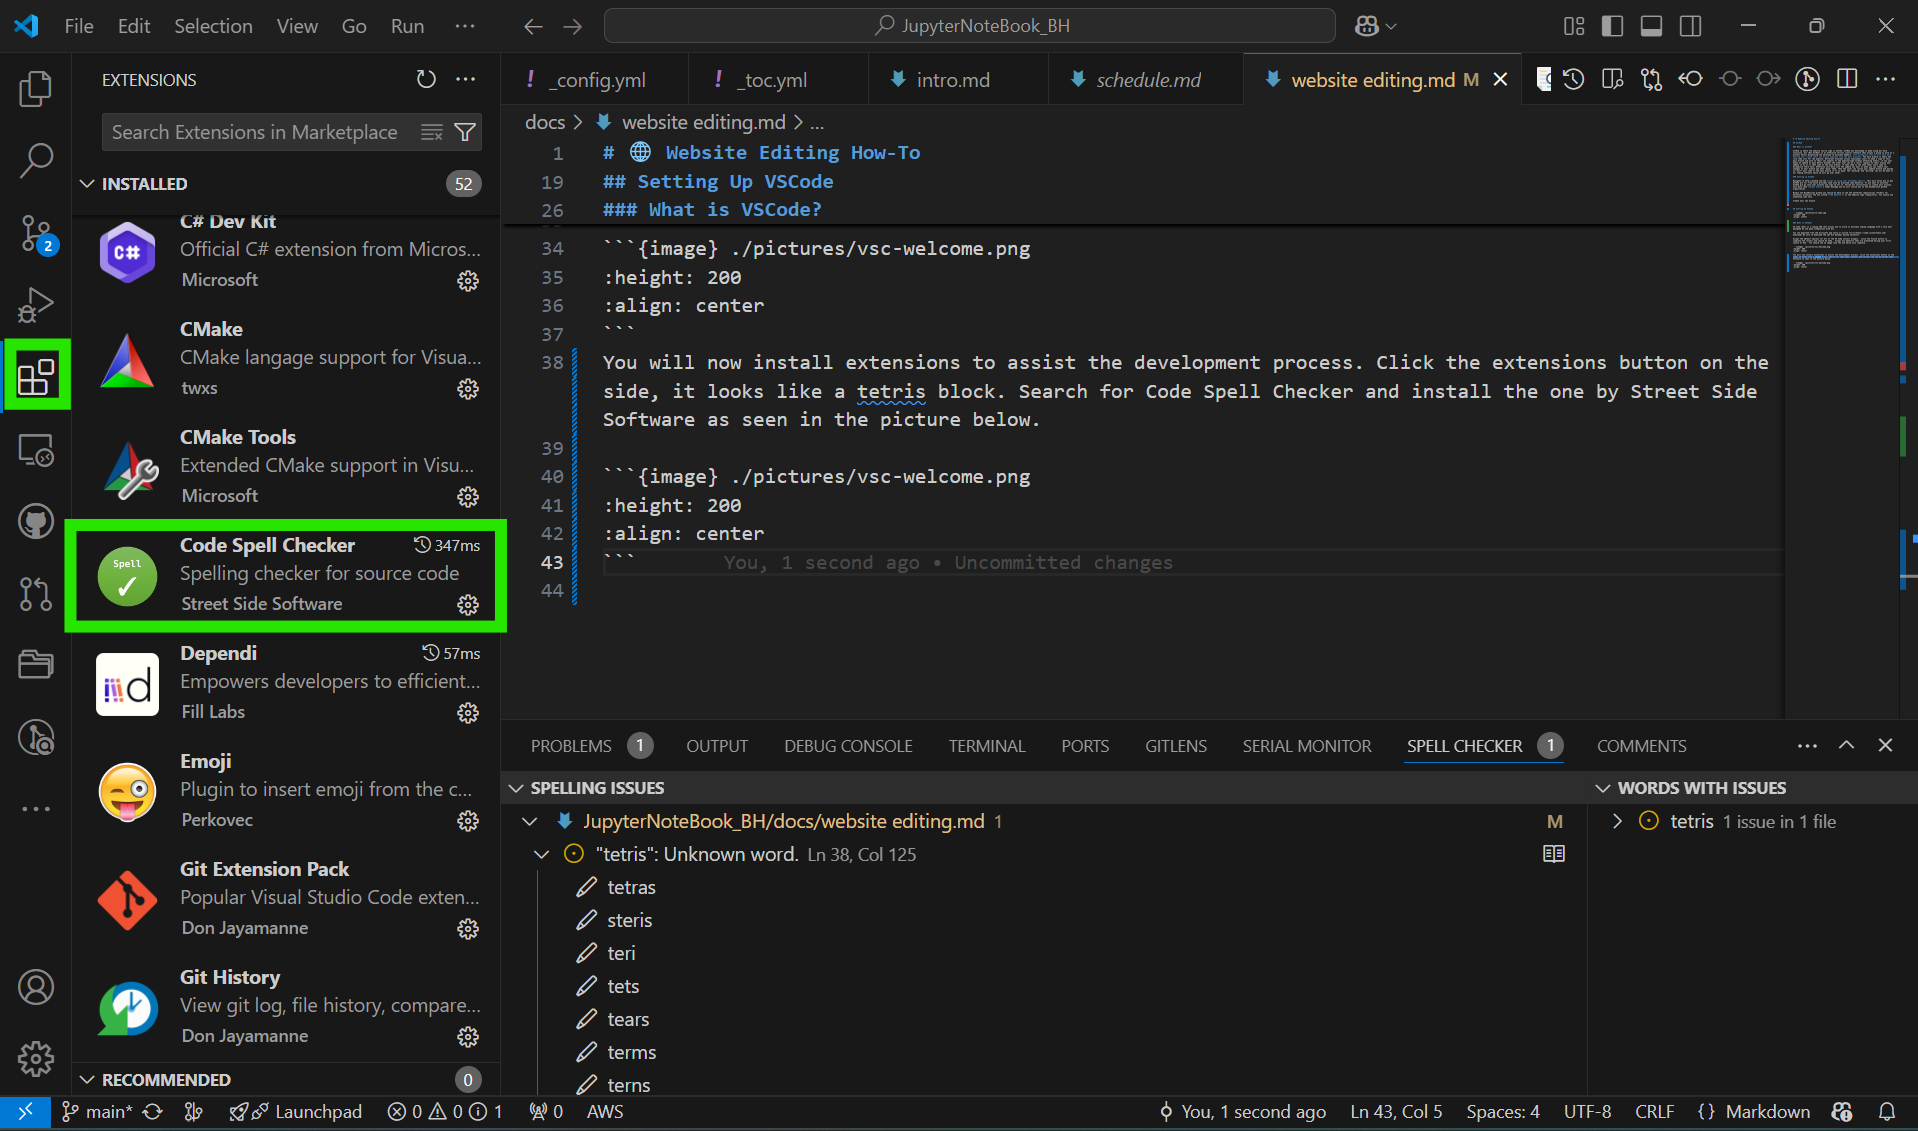 File Edit Selection View Go Run ···
JupyterNoteBook_BH
EXTENSIONS
Search Extensions in Marketplace
INSTALLED 52
C# Dev Kit
Official C# extension from Micros...
Microsoft
CMake
CMake langage support for Visua...
twxs
CMake Tools
Extended CMake support in Visu...
Microsoft
Code Spell Checker 347ms
Spell
Spelling checker for source code
Street Side Software
Dependi 57ms
Empowers developers to efficient...
Fill Labs
Emoji
Plugin to insert emoji from the c...
Perkovec
Git Extension Pack
Popular Visual Studio Code exten...
Don Jayamanne
Git History
View git log, file history, compare...
Don Jayamanne
RECOMMENDED 0
2
C#
d
! _config.yml
! _toc.yml
intro.md
schedule.md
website editing.md M
docs > website editing.md > ...
1 # 🌐 Website Editing How-To
19 ## Setting Up VSCode
26 ### What is VSCode?
34 ```{image} ./pictures/vsc-welcome.png
35 :height: 200
36 :align: center
37 ```
38 You will now install extensions to assist the development process. Click the extensions button on the
side, it looks like a tetris block. Search for Code Spell Checker and install the one by Street Side
Software as seen in the picture below.
39
40 ```{image} ./pictures/vsc-welcome.png
41 :height: 200
42 :align: center
43 ``` You, 1 second ago • Uncommitted changes
44
PROBLEMS 1 OUTPUT DEBUG CONSOLE TERMINAL PORTS GITLENS SERIAL MONITOR SPELL CHECKER 1 COMMENTS
SPELLING ISSUES
JupyterNoteBook_BH/docs/website editing.md 1 M
"tetris": Unknown word. Ln 38, Col 125
tetras
steris
teri
tets
tears
terms
terns
WORDS WITH ISSUES
tetris 1 issue in 1 file
main* Launchpad 0 0 1 0 AWS
You, 1 second ago Ln 43, Col 5 Spaces: 4 UTF-8 CRLF {} Markdown